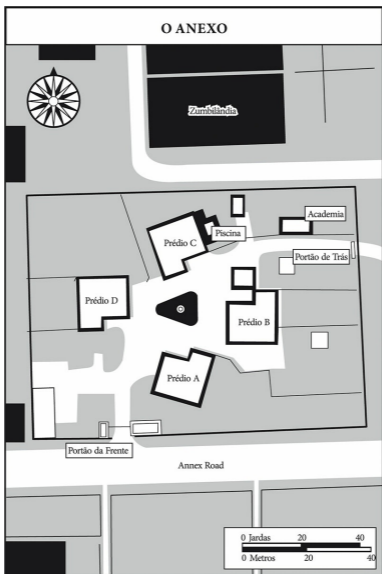 O ANEXO
Zumbilândia
Academia
Piscina
Prédio C
Portão de Trás
Prédio D
Prédio B
Prédio A
Portão da Frente
Annex Road
0 Jardas 20 40
0 Metros 20 40